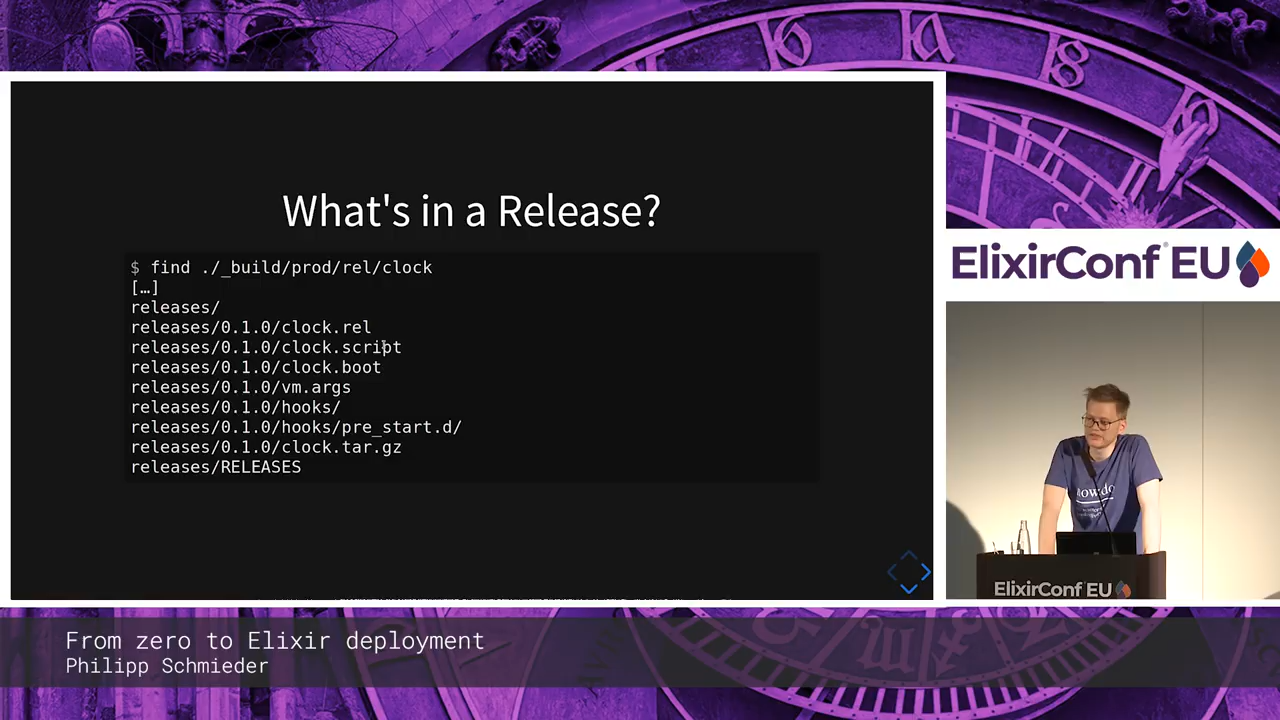 What's in a Release?
$ find ./_build/prod/rel/clock
[…]
releases/
releases/0.1.0/clock.rel
releases/0.1.0/clock.script
releases/0.1.0/clock.boot
releases/0.1.0/vm.args
releases/0.1.0/hooks/
releases/0.1.0/hooks/pre_start.d/
releases/0.1.0/clock.tar.gz
releases/RELEASES
ElixirConf® EU
ElixirConf EU
From zero to Elixir deployment
Philipp Schmieder